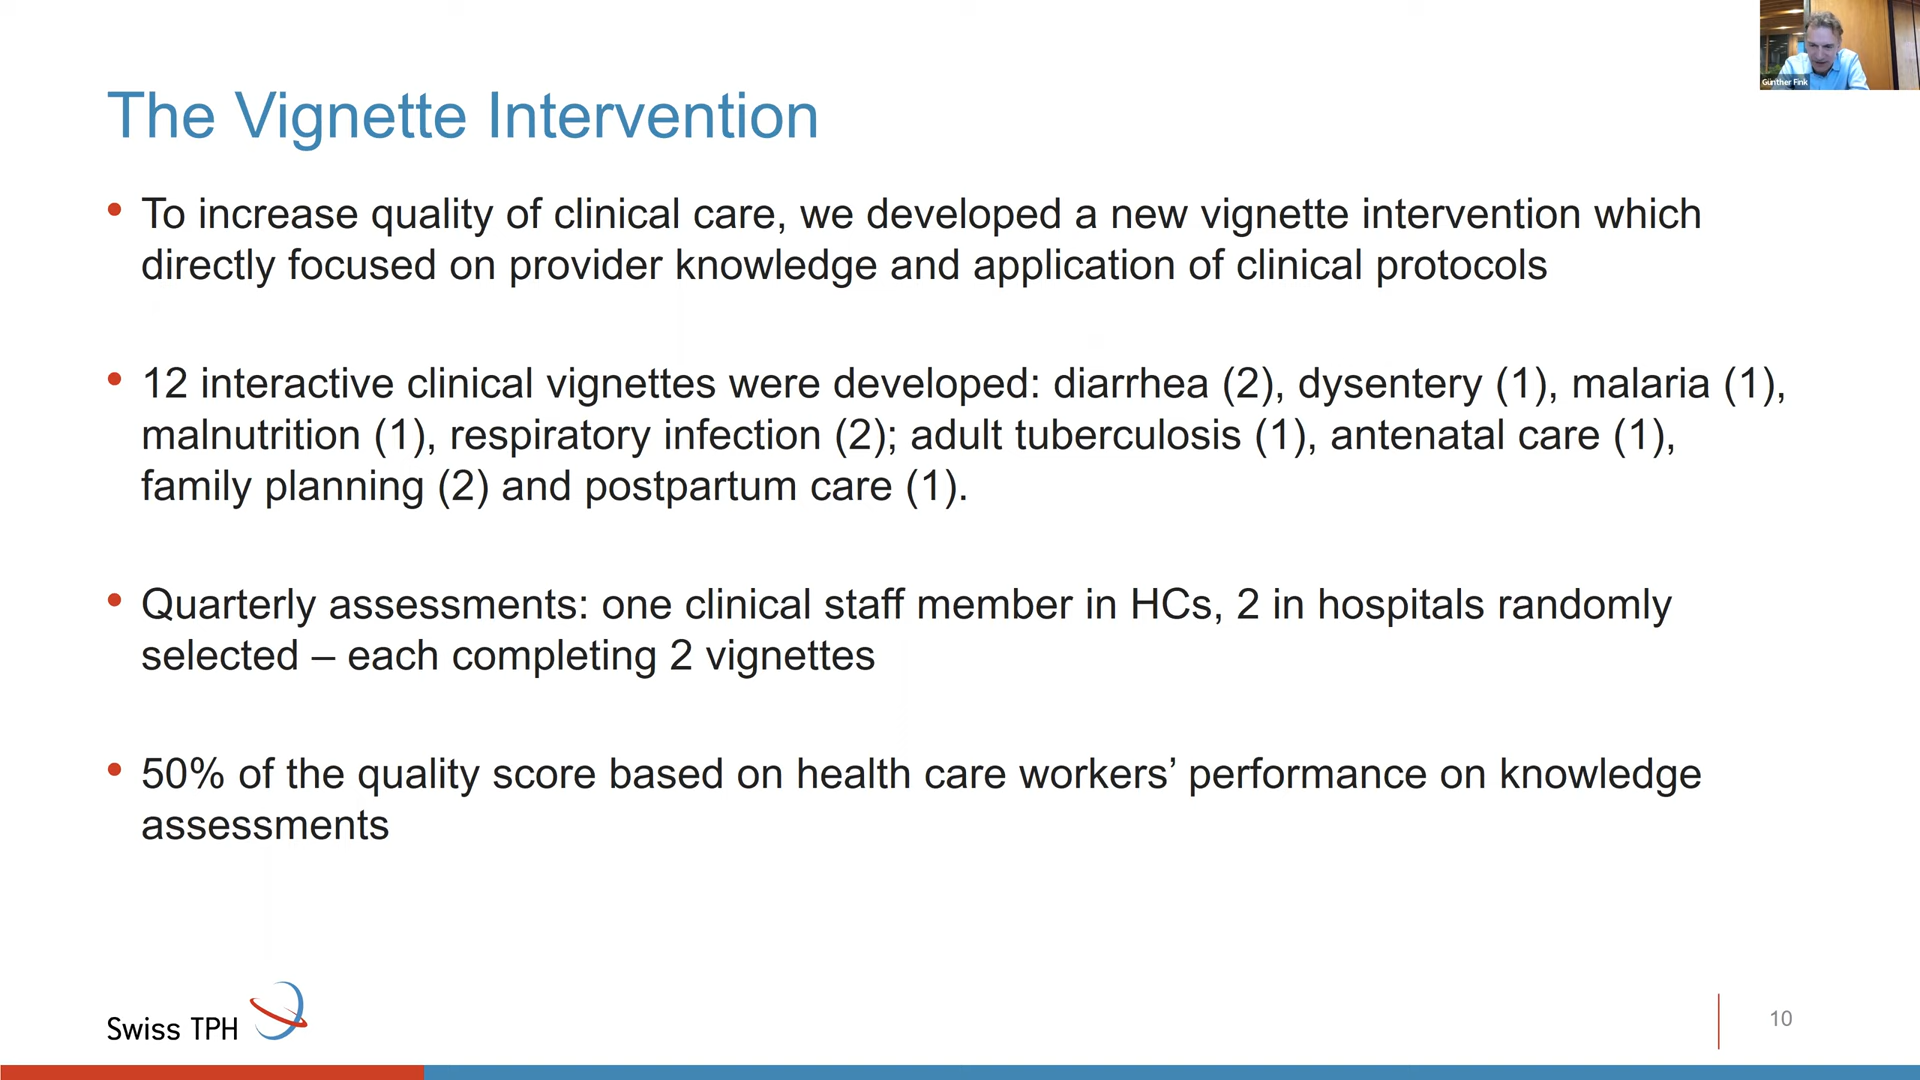 Günther Fink
The Vignette Intervention
• To increase quality of clinical care, we developed a new vignette intervention which
directly focused on provider knowledge and application of clinical protocols
• 12 interactive clinical vignettes were developed: diarrhea (2), dysentery (1), malaria (1),
malnutrition (1), respiratory infection (2); adult tuberculosis (1), antenatal care (1),
family planning (2) and postpartum care (1).
• Quarterly assessments: one clinical staff member in HCs, 2 in hospitals randomly
selected – each completing 2 vignettes
• 50% of the quality score based on health care workers’ performance on knowledge
assessments
Swiss TPH
10